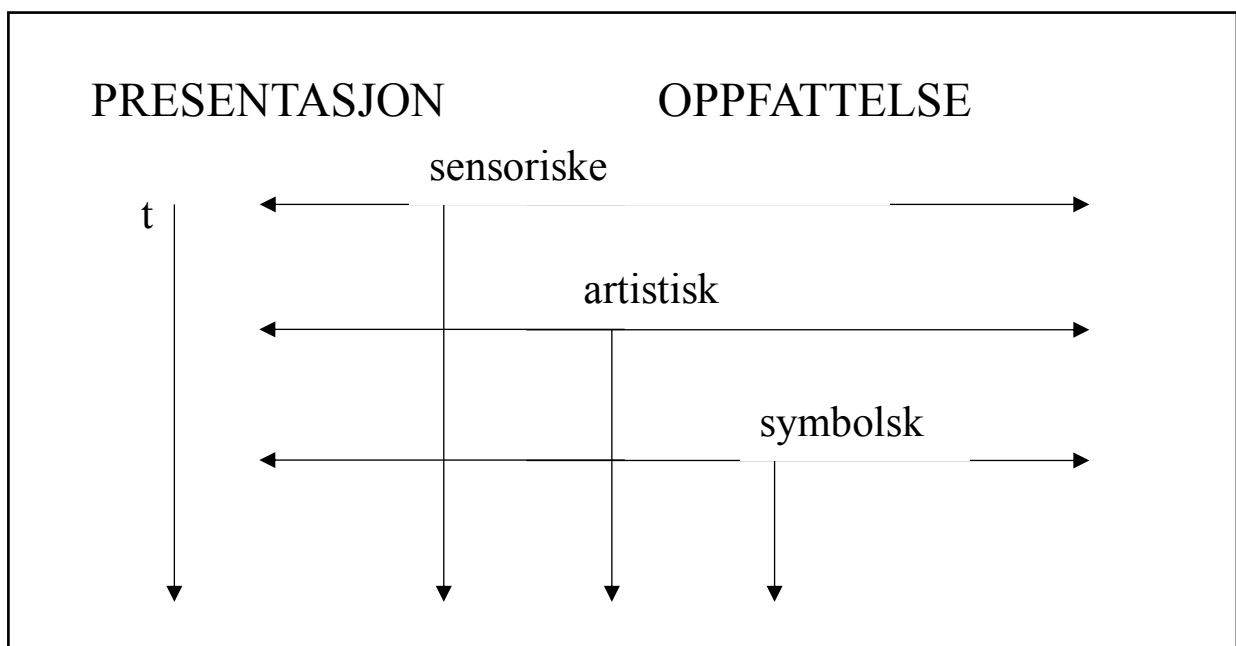 PRESENTASJON OPPFATTELSE
sensoriske
t
artistisk
symbolsk